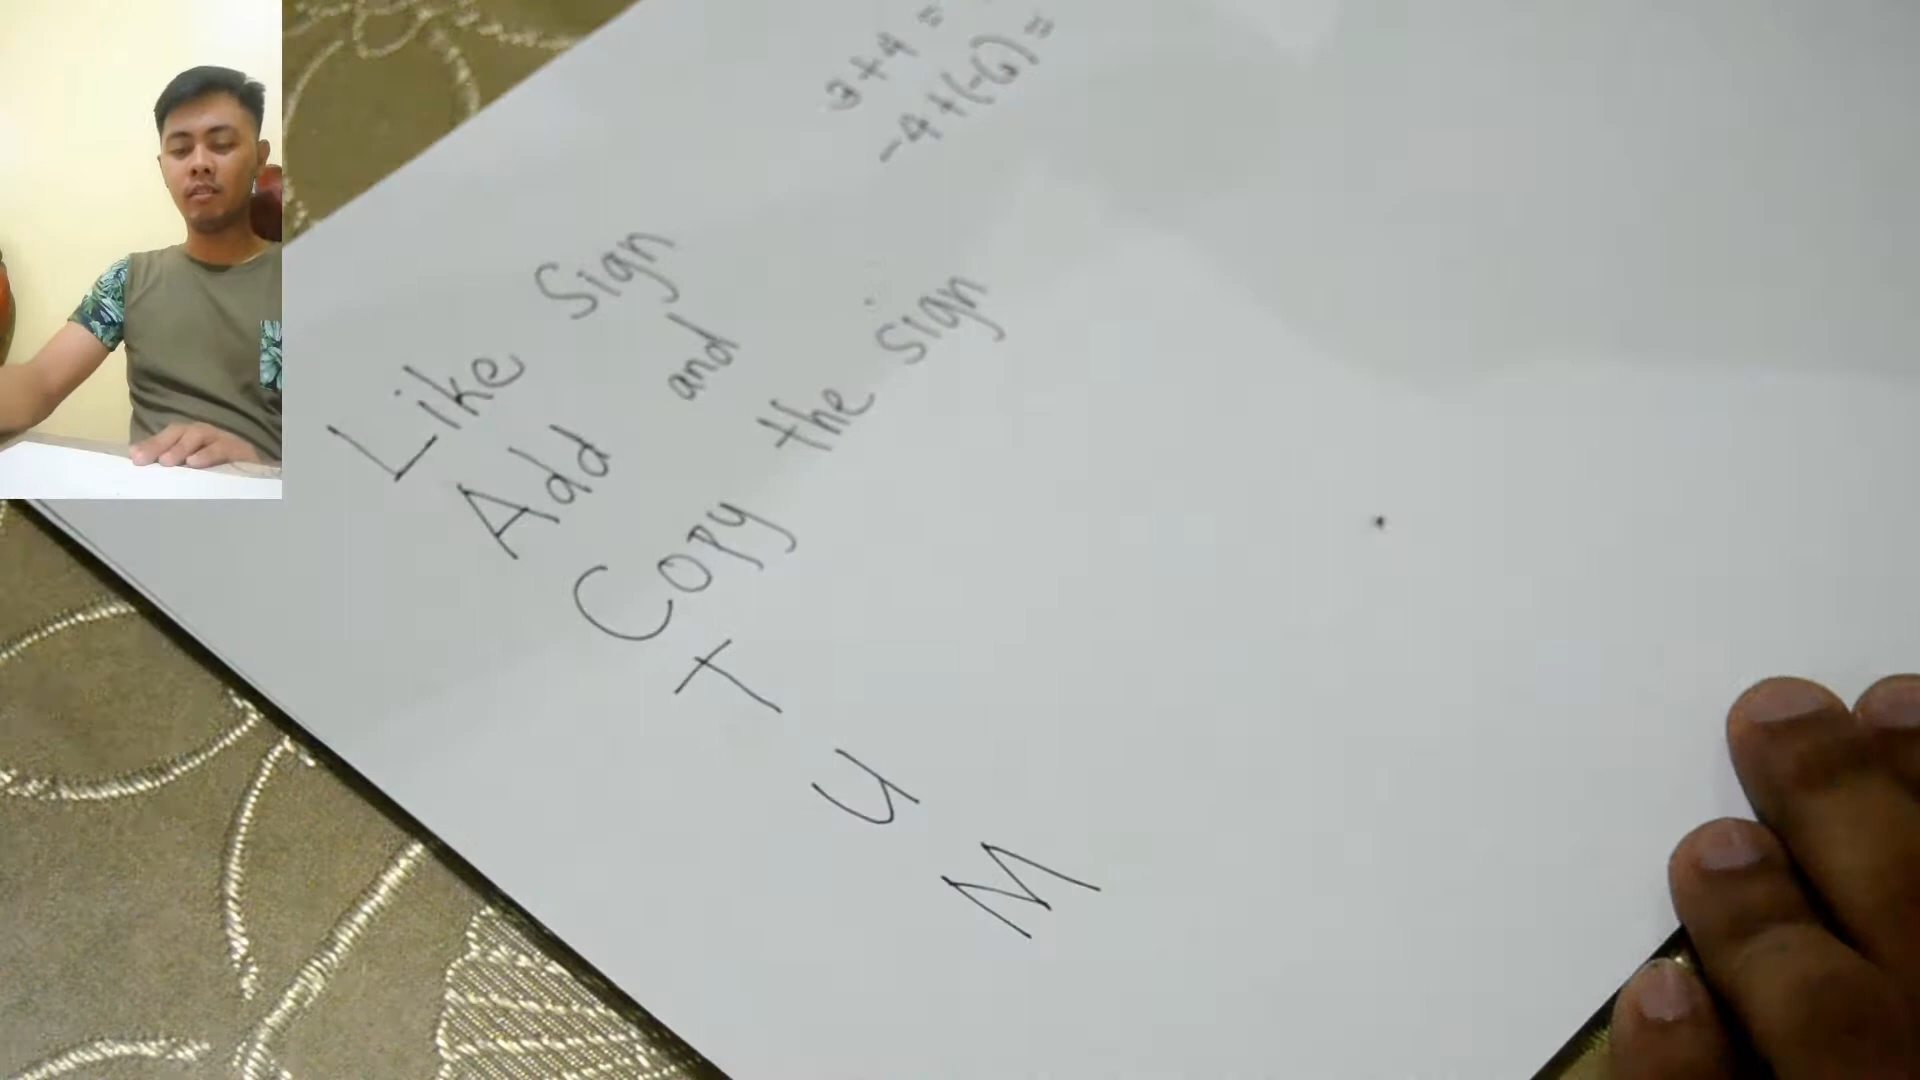 Like Sign
Add and
Copy the sign
T
U
M
3+4 =
-4+(-6) =